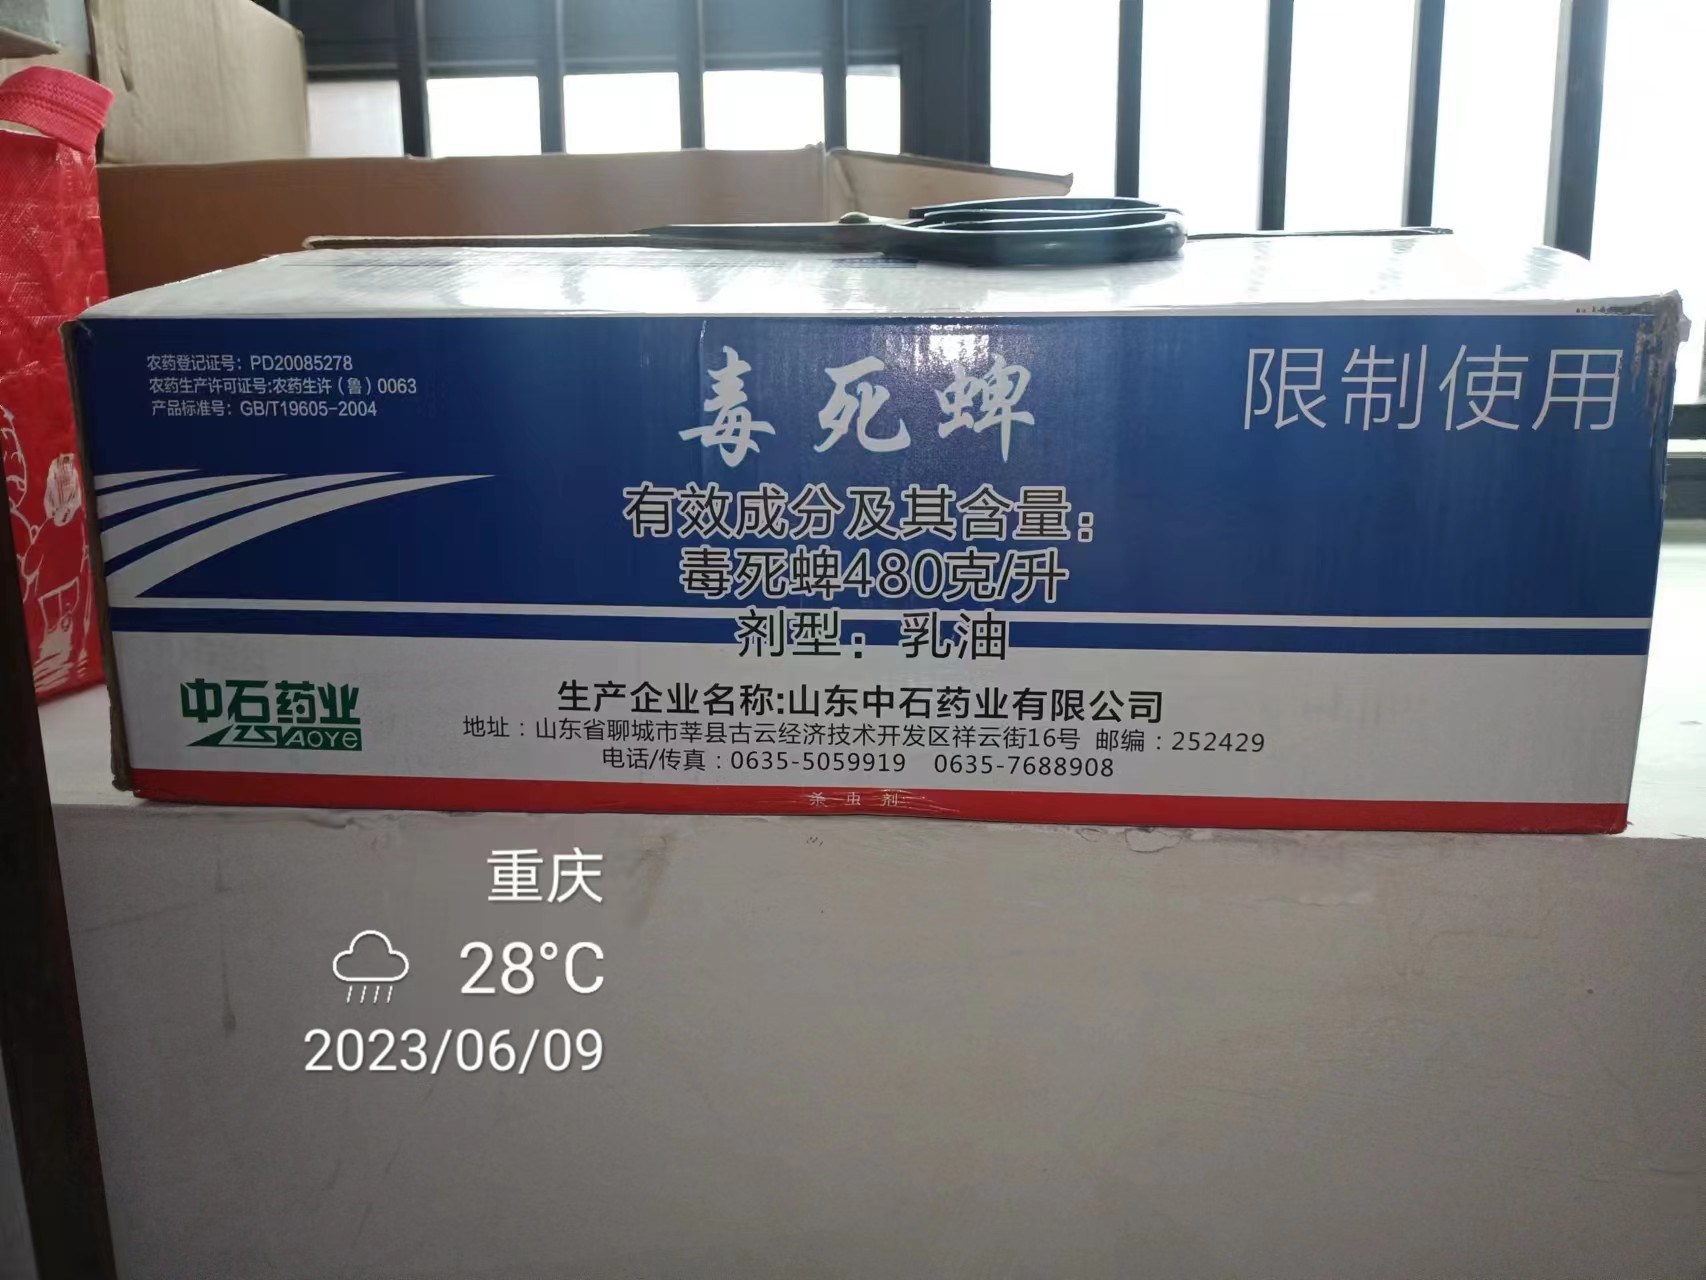 农药登记证号：PD20085278
农药生产许可证号:农药生许（鲁）0063
产品标准号：GB/T19605-2004
毒死蜱
限制使用
有效成分及其含量：
毒死蜱480克/升
剂型：乳油
中石药业
YAOYE
生产企业名称:山东中石药业有限公司
地址：山东省聊城市莘县古云经济技术开发区祥云街16号 邮编：252429
电话/传真：0635-5059919 0635-7688908
杀虫剂
重庆
28°C
2023/06/09